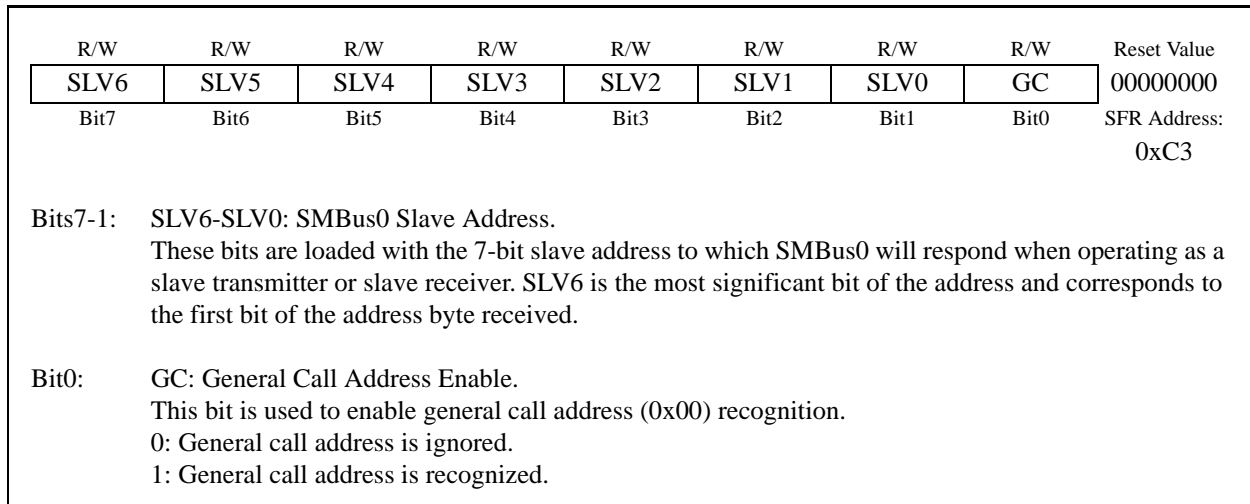 R/W R/W R/W R/W R/W R/W R/W R/W Reset Value
SLV6 SLV5 SLV4 SLV3 SLV2 SLV1 SLV0 GC 00000000
Bit7 Bit6 Bit5 Bit4 Bit3 Bit2 Bit1 Bit0 SFR Address:
0xC3
Bits7-1: SLV6-SLV0: SMBus0 Slave Address.
These bits are loaded with the 7-bit slave address to which SMBus0 will respond when operating as a
slave transmitter or slave receiver. SLV6 is the most significant bit of the address and corresponds to
the first bit of the address byte received.
Bit0: GC: General Call Address Enable.
This bit is used to enable general call address (0x00) recognition.
0: General call address is ignored.
1: General call address is recognized.